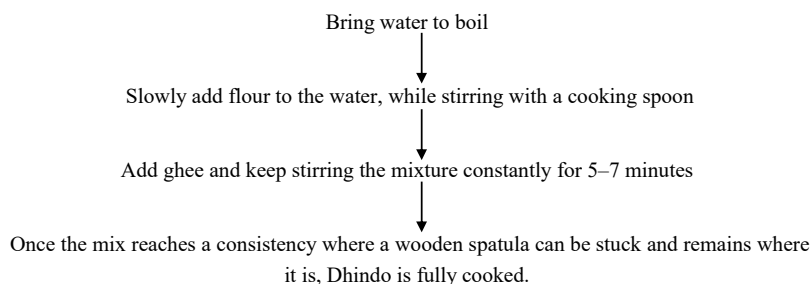 Bring water to boil
Slowly add flour to the water, while stirring with a cooking spoon
Add ghee and keep stirring the mixture constantly for 5–7 minutes
Once the mix reaches a consistency where a wooden spatula can be stuck and remains where
it is, Dhindo is fully cooked.